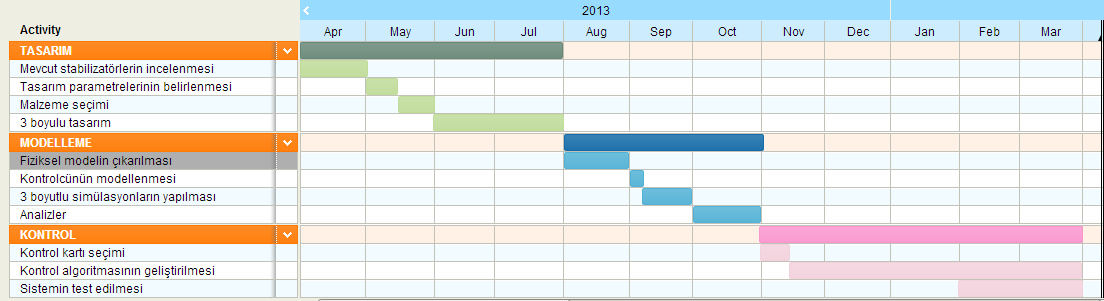 2013
Activity
Apr May Jun Jul Aug Sep Oct Nov Dec Jan Feb Mar
TASARIM
Mevcut stabilizatörlerin incelenmesi
Tasarım parametrelerinin belirlenmesi
Malzeme seçimi
3 boyulu tasarım
MODELLEME
Fiziksel modelin çıkarılması
Kontrolcünün modellenmesi
3 boyutlu simülasyonların yapılması
Analizler
KONTROL
Kontrol kartı seçimi
Kontrol algoritmasının geliştirilmesi
Sistemin test edilmesi